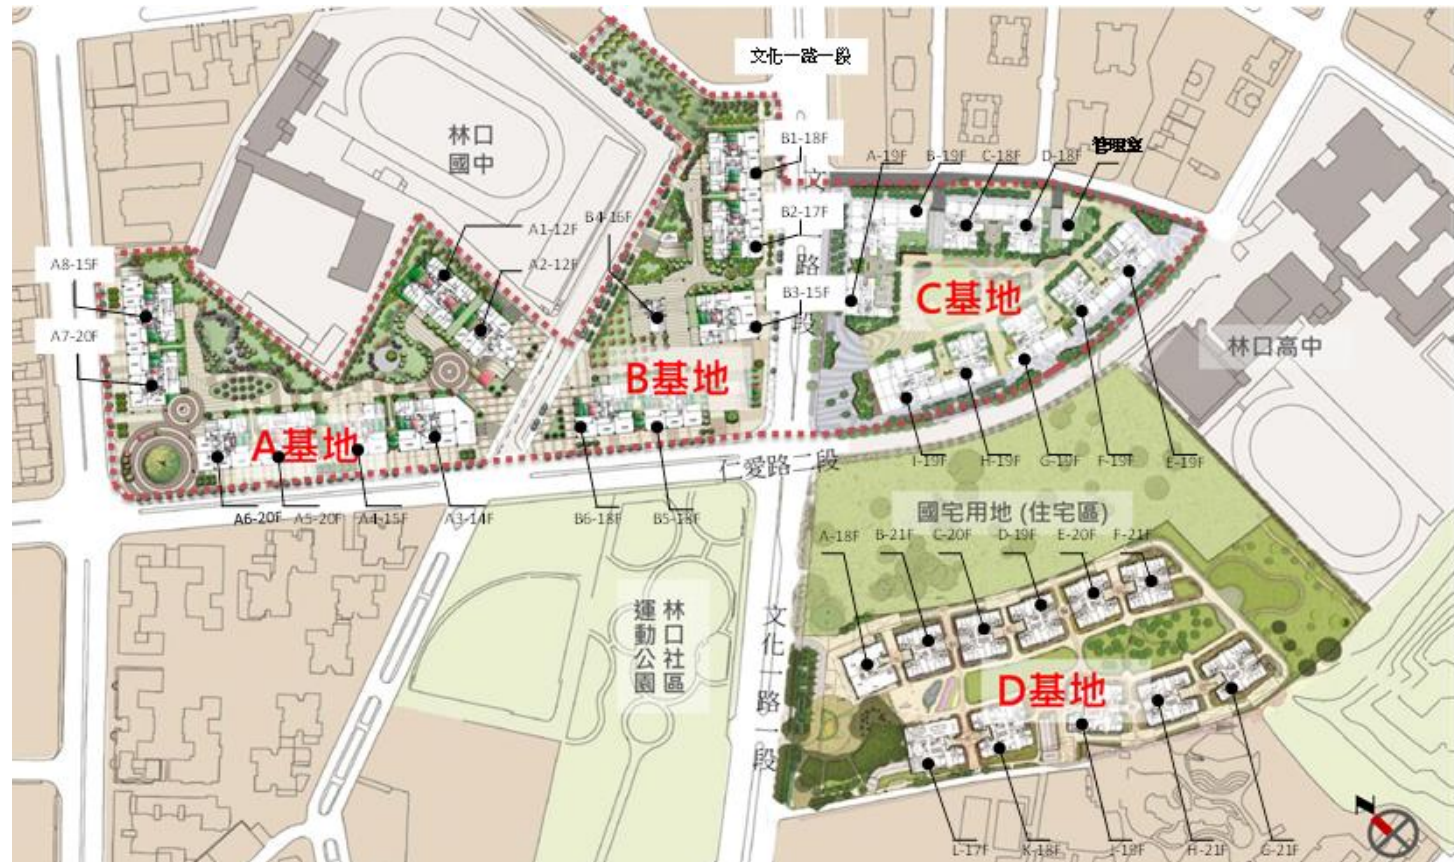 文化一路一段
林口
國中
B1-18F
A-19F
B-19F
C-18F
D-18F
管理室
文
路
段
B4-16F
B2-17F
A1-12F
A2-12F
A8-15F
A7-20F
B3-15F
C基地
林口高中
B基地
A基地
I-19F
H-19F
G-19F
F-19F
E-19F
仁愛路二段
A6-20F
A5-20F
A4-15F
A3-14F
B6-18F
B5-18F
國宅用地(住宅區)
A-18F
B-21F
C-20F
D-19F
E-20F
F-21F
林口社區
運動公園
文化一路一段
D基地
L-17F
K-18F
H-21F
G-21F
N